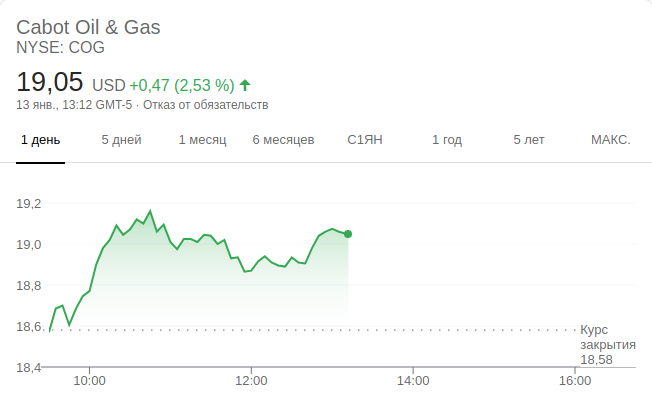 Cabot Oil & Gas
NYSE: COG
19,05 USD +0,47 (2,53 %)
13 янв., 13:12 GMT-5 · Отказ от обязательств
1 день 5 дней 1 месяц 6 месяцев С1ЯН 1 год 5 лет МАКС.
19,2
19,0
18,8
18,6
Курс
закрытия
18,58
18,4
10:00 12:00 14:00 16:00